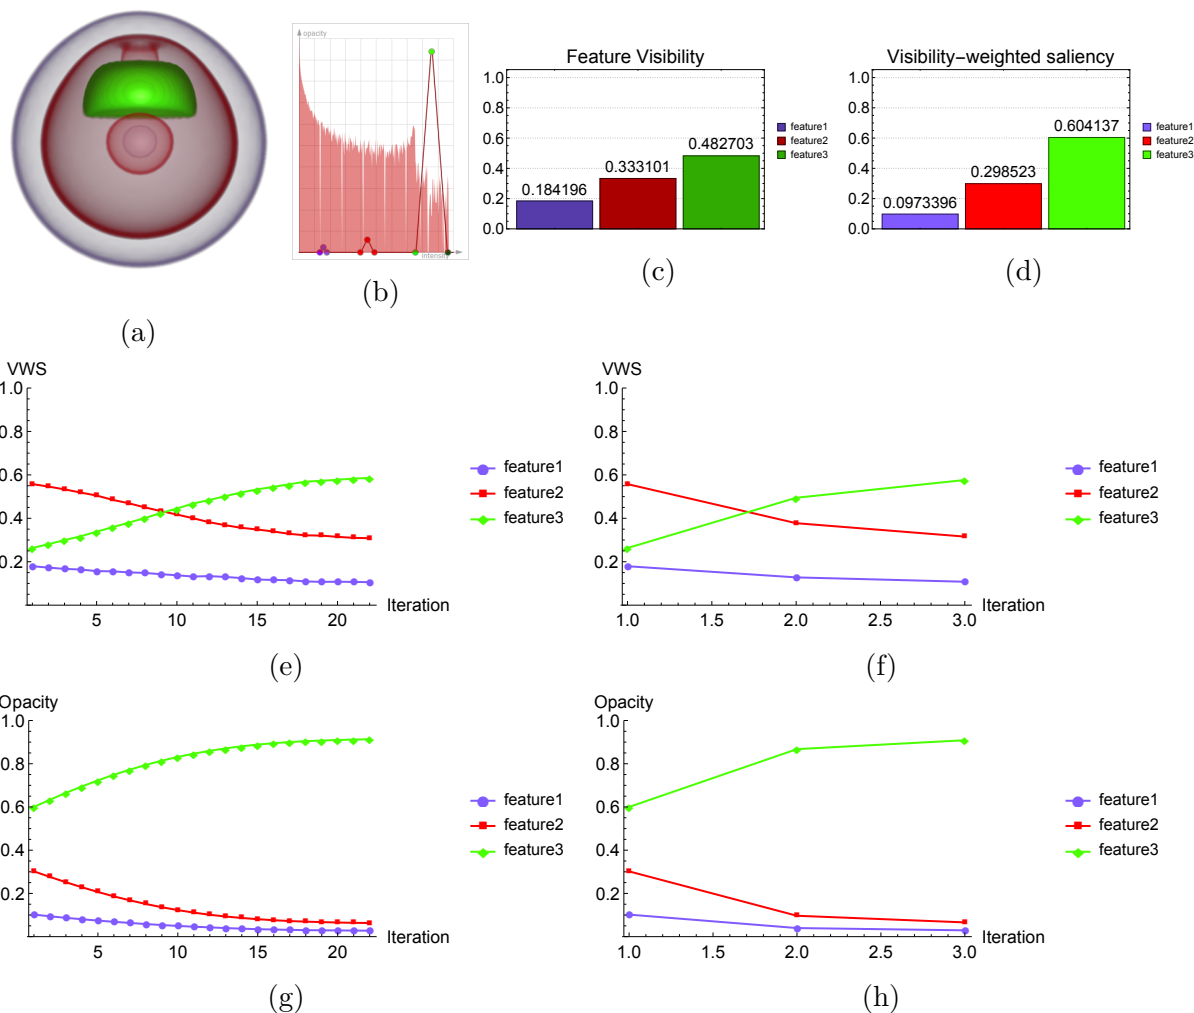 opacity
intensity
(a)
(b)
Feature Visibility
1.0
0.8
0.6
0.4
0.2
0.0
0.184196
0.333101
0.482703
feature1
feature2
feature3
(c)
Visibility-weighted saliency
1.0
0.8
0.6
0.4
0.2
0.0
0.0973396
0.298523
0.604137
feature1
feature2
feature3
(d)
VWS
1.0
0.8
0.6
0.4
0.2
5 10 15 20
Iteration
feature1
feature2
feature3
(e)
VWS
1.0
0.8
0.6
0.4
0.2
1.0 1.5 2.0 2.5 3.0
Iteration
feature1
feature2
feature3
(f)
Opacity
1.0
0.8
0.6
0.4
0.2
5 10 15 20
Iteration
feature1
feature2
feature3
(g)
Opacity
1.0
0.8
0.6
0.4
0.2
1.0 1.5 2.0 2.5 3.0
Iteration
feature1
feature2
feature3
(h)